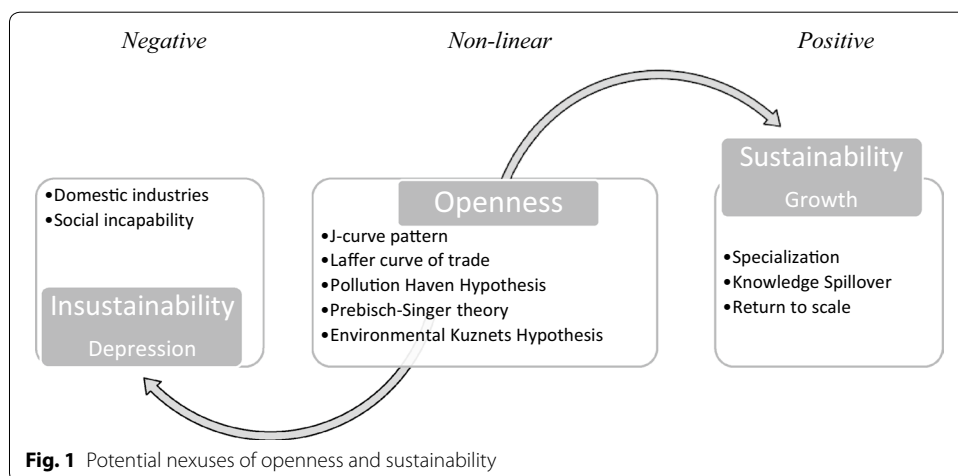 Negative
Non-linear
Positive
•Domestic industries
•Social incapability
Insustainability
Depression
Openness
•J-curve pattern
•Laffer curve of trade
•Pollution Haven Hypothesis
•Prebisch-Singer theory
•Environmental Kuznets Hypothesis
Sustainability
Growth
•Specialization
•Knowledge Spillover
•Return to scale
Fig. 1 Potential nexuses of openness and sustainability